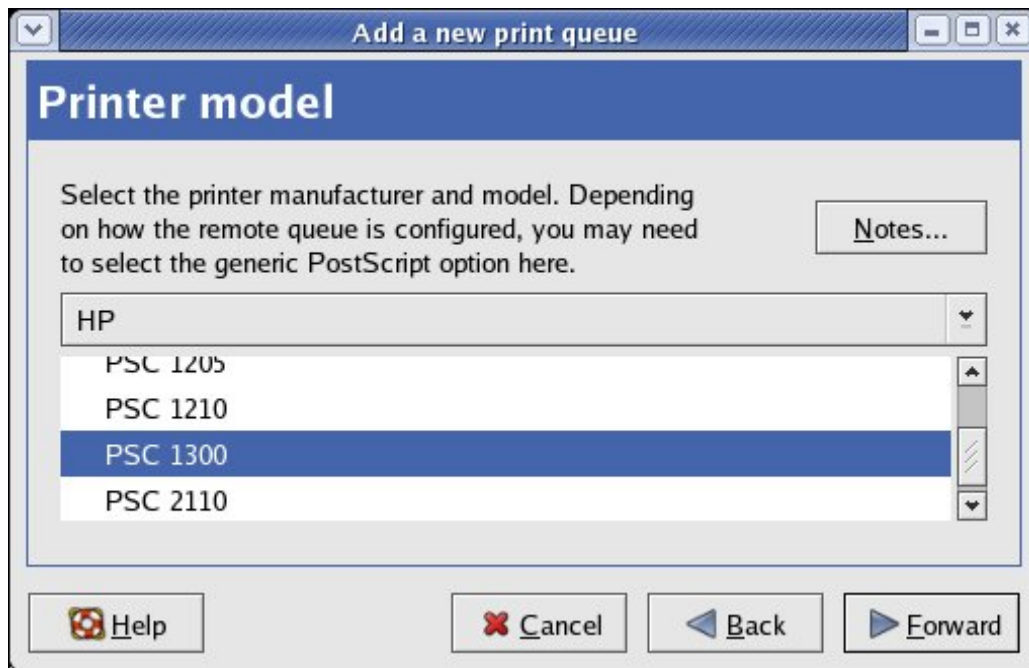 Add a new print queue
Printer model
Select the printer manufacturer and model. Depending
on how the remote queue is configured, you may need
to select the generic PostScript option here.
Notes...
HP
PSC 1205
PSC 1210
PSC 1300
PSC 2110
Help
Cancel
Back
Forward